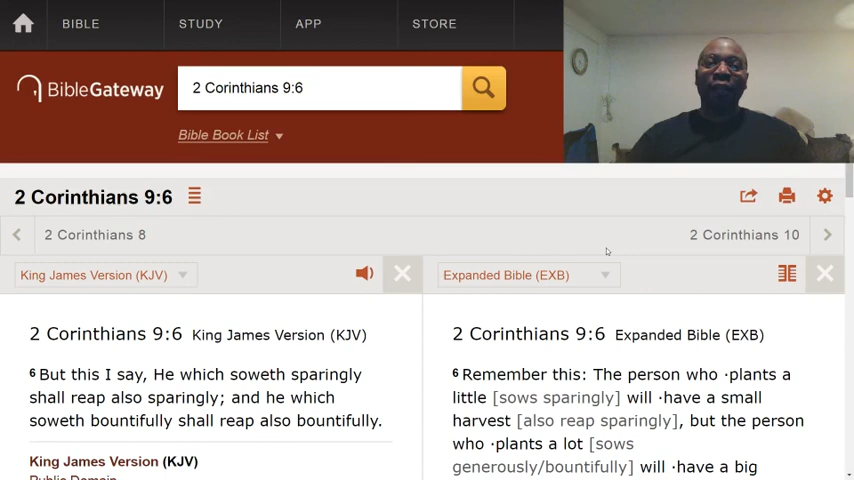 BIBLE STUDY APP STORE
BibleGateway 2 Corinthians 9:6
Bible Book List
2 Corinthians 9:6
2 Corinthians 8 2 Corinthians 10
King James Version (KJV)
2 Corinthians 9:6 King James Version (KJV)
6 But this I say, He which soweth sparingly
shall reap also sparingly; and he which
soweth bountifully shall reap also bountifully.
King James Version (KJV)
Public Domain
Expanded Bible (EXB)
2 Corinthians 9:6 Expanded Bible (EXB)
6 Remember this: The person who ·plants a
little [sows sparingly] will ·have a small
harvest [also reap sparingly], but the person
who ·plants a lot [sows
generously/bountifully] will ·have a big